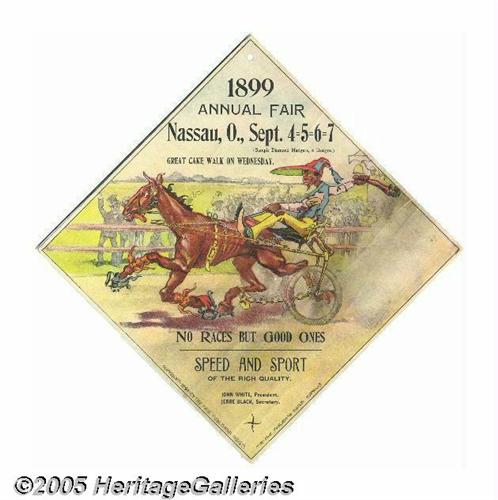 1899
ANNUAL FAIR
Nassau, O., Sept. 4=5=6=7
GREAT CAKE WALK ON WEDNESDAY.
NO RACES BUT GOOD ONES
SPEED AND SPORT
OF THE RICH QUALITY.
JOHN WHITE, President.
JERRE BLACK, Secretary.
©2005 HeritageGalleries